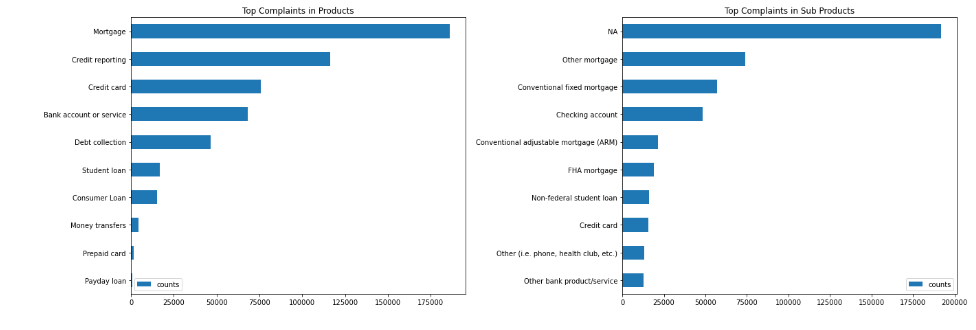 Top Complaints in Products
Mortgage
Credit reporting
Credit card
Bank account or service
Debt collection
Student loan
Consumer Loan
Money transfers
Prepaid card
Payday loan
counts
0 25000 50000 75000 100000 125000 150000 175000
Top Complaints in Sub Products
NA
Other mortgage
Conventional fixed mortgage
Checking account
Conventional adjustable mortgage (ARM)
FHA mortgage
Non-federal student loan
Credit card
Other (i.e. phone, health club, etc.)
Other bank product/service
counts
0 25000 50000 75000 100000 125000 150000 175000 200000